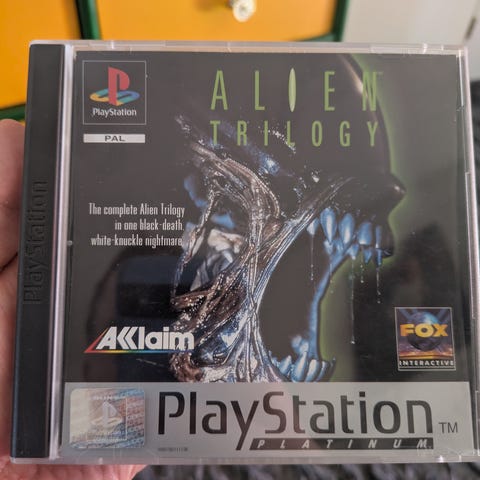 PlayStation
PlayStation
PAL
ALIEN
TRILOGY
The complete Alien Trilogy
in one black-death,
white-knuckle nightmare
AKKlaim
FOX
INTERACTIVE
PlayStation TM
PLATINUM